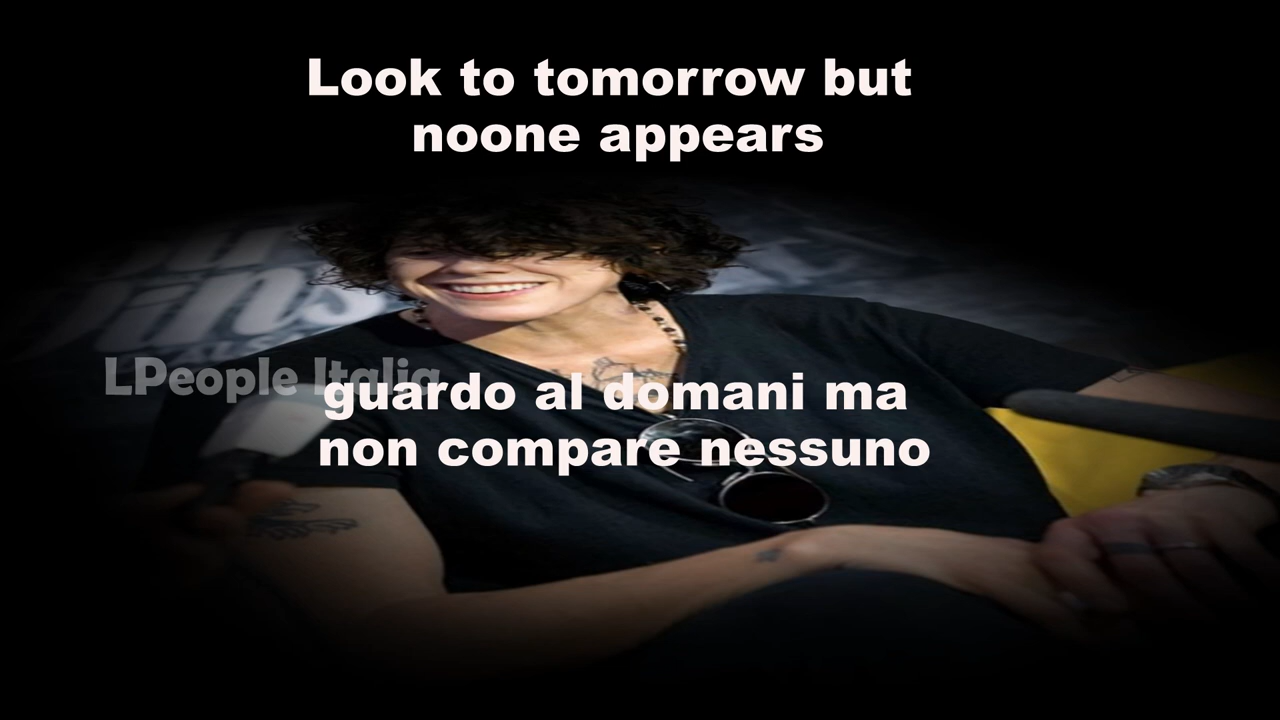 Look to tomorrow but
noone appears
LPeople Italia
guardo al domani ma
non compare nessuno